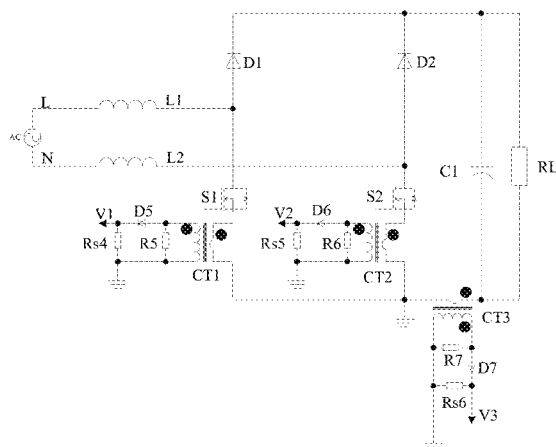 D1
D2
L
L1
AC
N
L2
C1
RL
S1
S2
V1
D5
V2
D6
Rs4
R5
Rs5
R6
CT1
CT2
CT3
R7
D7
Rs6
V3